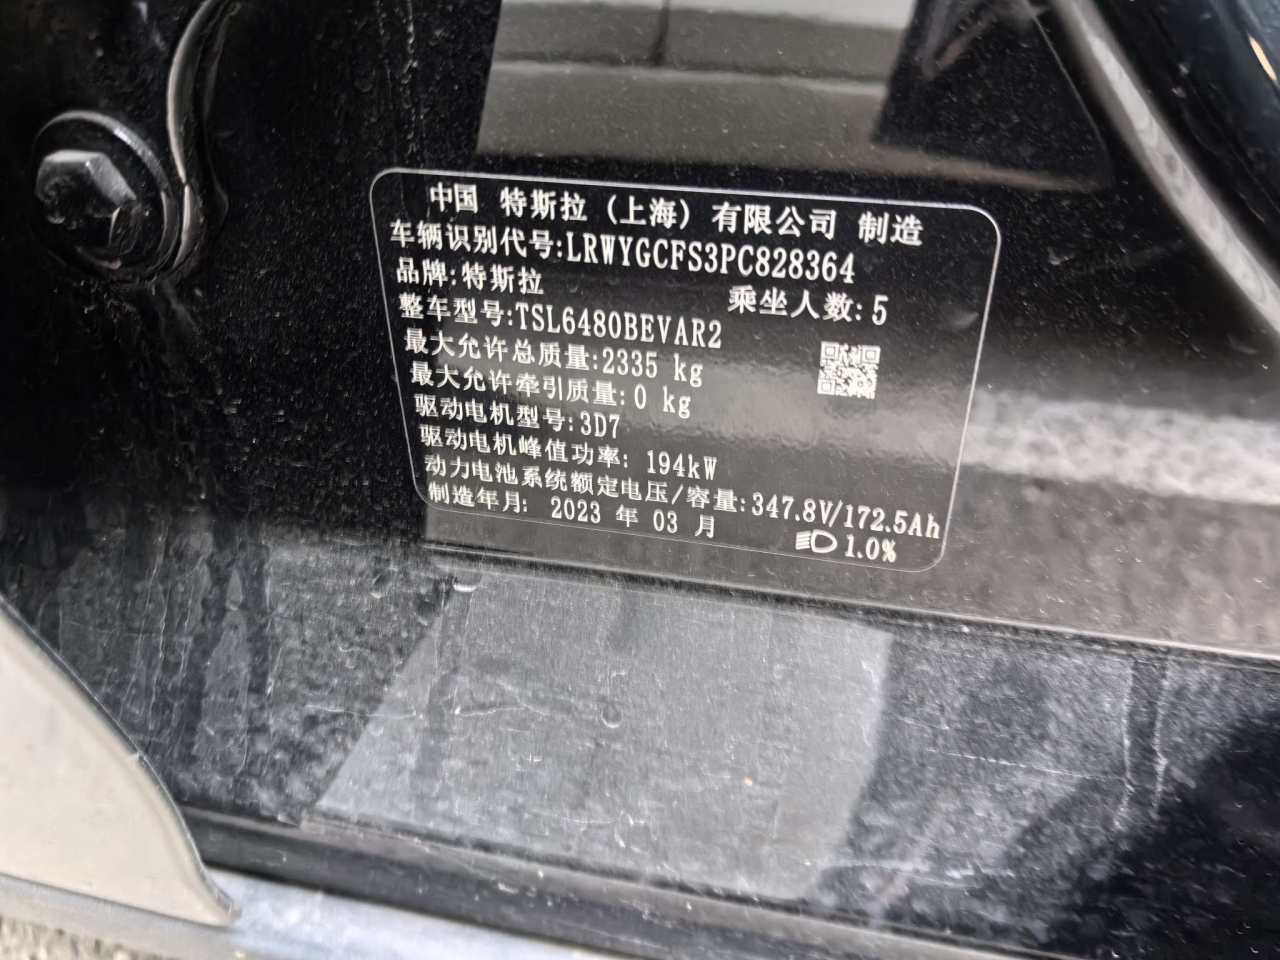 中国 特斯拉 (上海) 有限公司 制造
车辆识别代号:LRWYGCFS3PC828364
品牌:特斯拉 乘坐人数:5
整车型号:TSL6480BEVAR2
最大允许总质量:2335 kg
最大允许牵引质量:0 kg
驱动电机型号:3D7
驱动电机峰值功率: 194kW
动力电池系统额定电压/容量:347.8V/172.5Ah
制造年月: 2023 年 03 月 1.0%